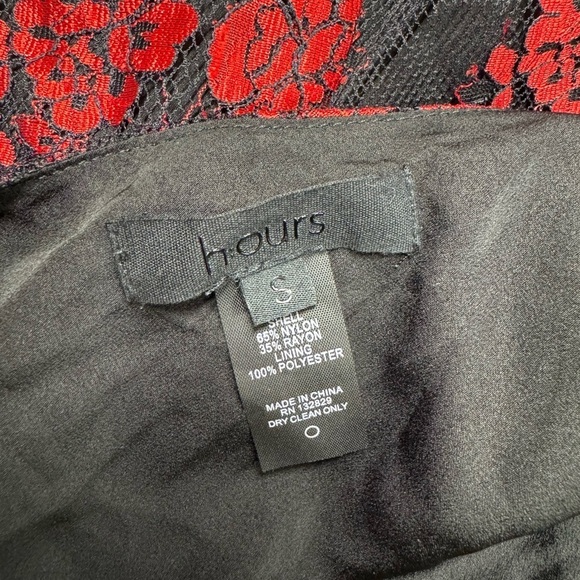 h·ours
S
SHELL
65% NYLON
35% RAYON
LINING
100% POLYESTER
MADE IN CHINA
RN 132829
DRY CLEAN ONLY